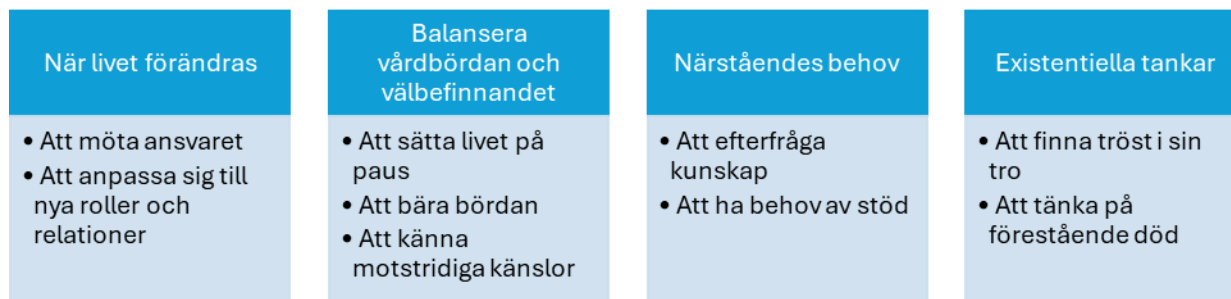 När livet förändras
• Att möta ansvaret
• Att anpassa sig till
nya roller och
relationer
Balansera
vårdbördan och
välbefinnandet
• Att sätta livet på
paus
• Att bära bördan
• Att känna
motstridiga känslor
Närståendes behov
• Att efterfråga
kunskap
• Att ha behov av stöd
Existentiella tankar
• Att finna tröst i sin
tro
• Att tänka på
förestående död